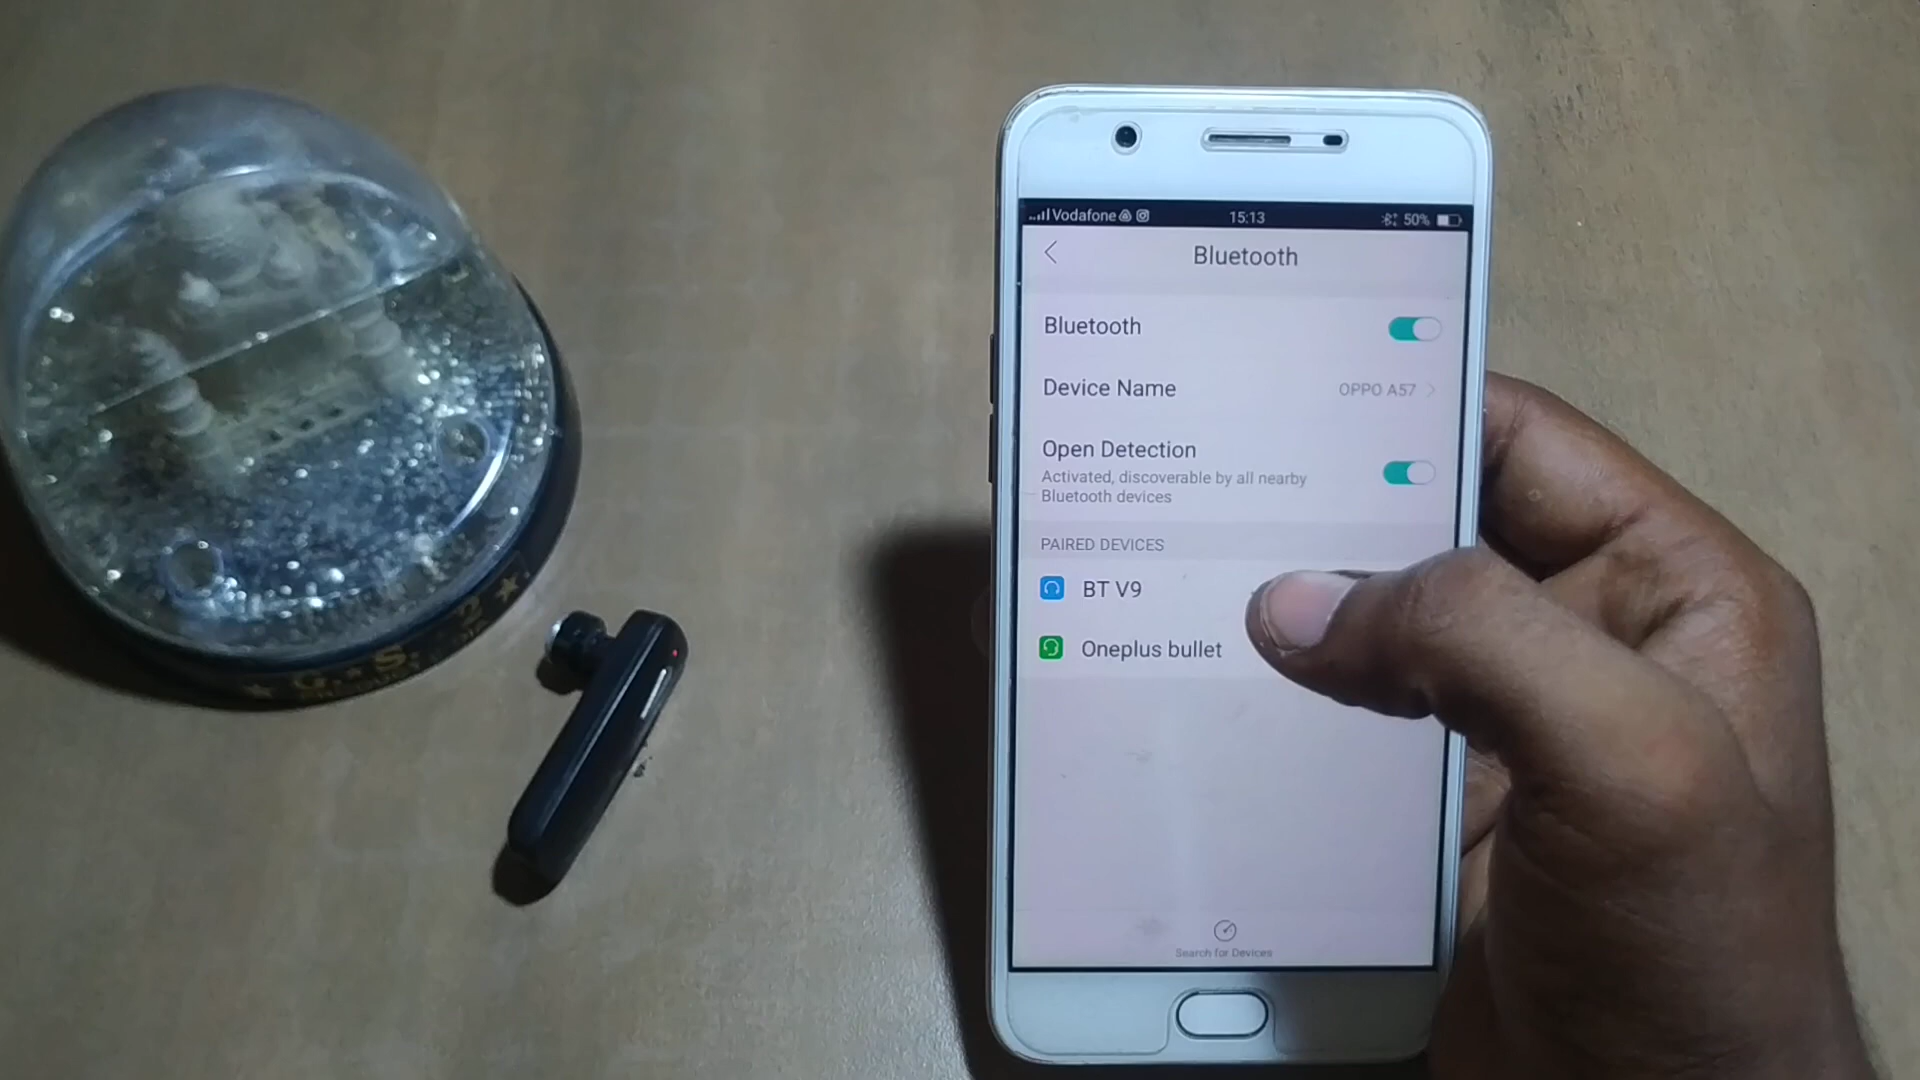 Vodafone 15:13 50%
Bluetooth
Bluetooth
Device Name OPPO A57
Open Detection
Activated, discoverable by all nearby
Bluetooth devices
PAIRED DEVICES
BT V9
Oneplus bullet
Search for Devices
G.S.